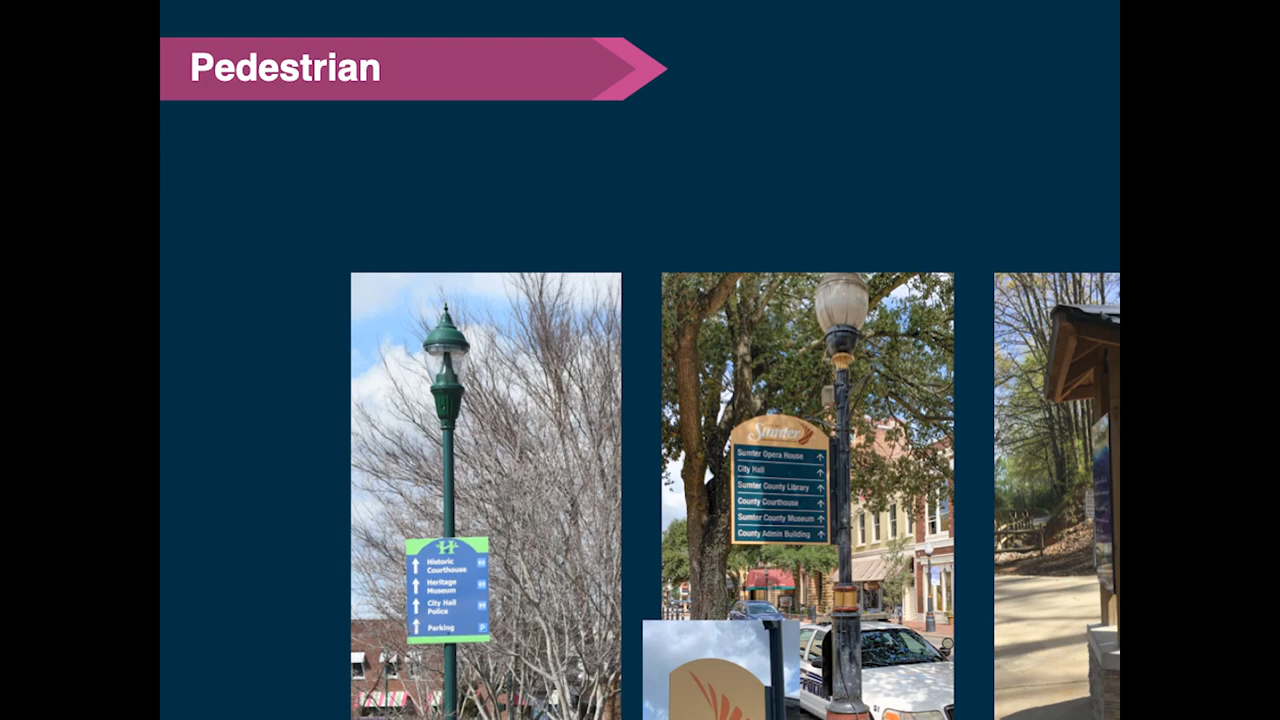 Pedestrian
Historic
Courthouse
Heritage
Museum
City Hall
Police
Parking
P
Sumter
Sumter Opera House
City Hall
Sumter County Library
County Courthouse
Sumter County Museum
County Admin Building